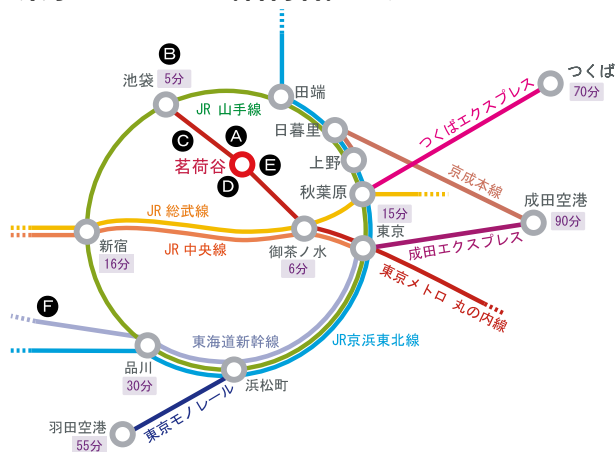 B
池袋
5分
田端
つくば
70分
JR 山手線
日暮里
つくばエクスプレス
C
A
茗荷谷
E
D
上野
京成本線
秋葉原
成田空港
90分
JR 総武線
15分
東京
成田エクスプレス
新宿
16分
JR 中央線
御茶ノ水
6分
東京メトロ 丸の内線
F
東海道新幹線
JR京浜東北線
品川
30分
浜松町
東京モノレール
羽田空港
55分